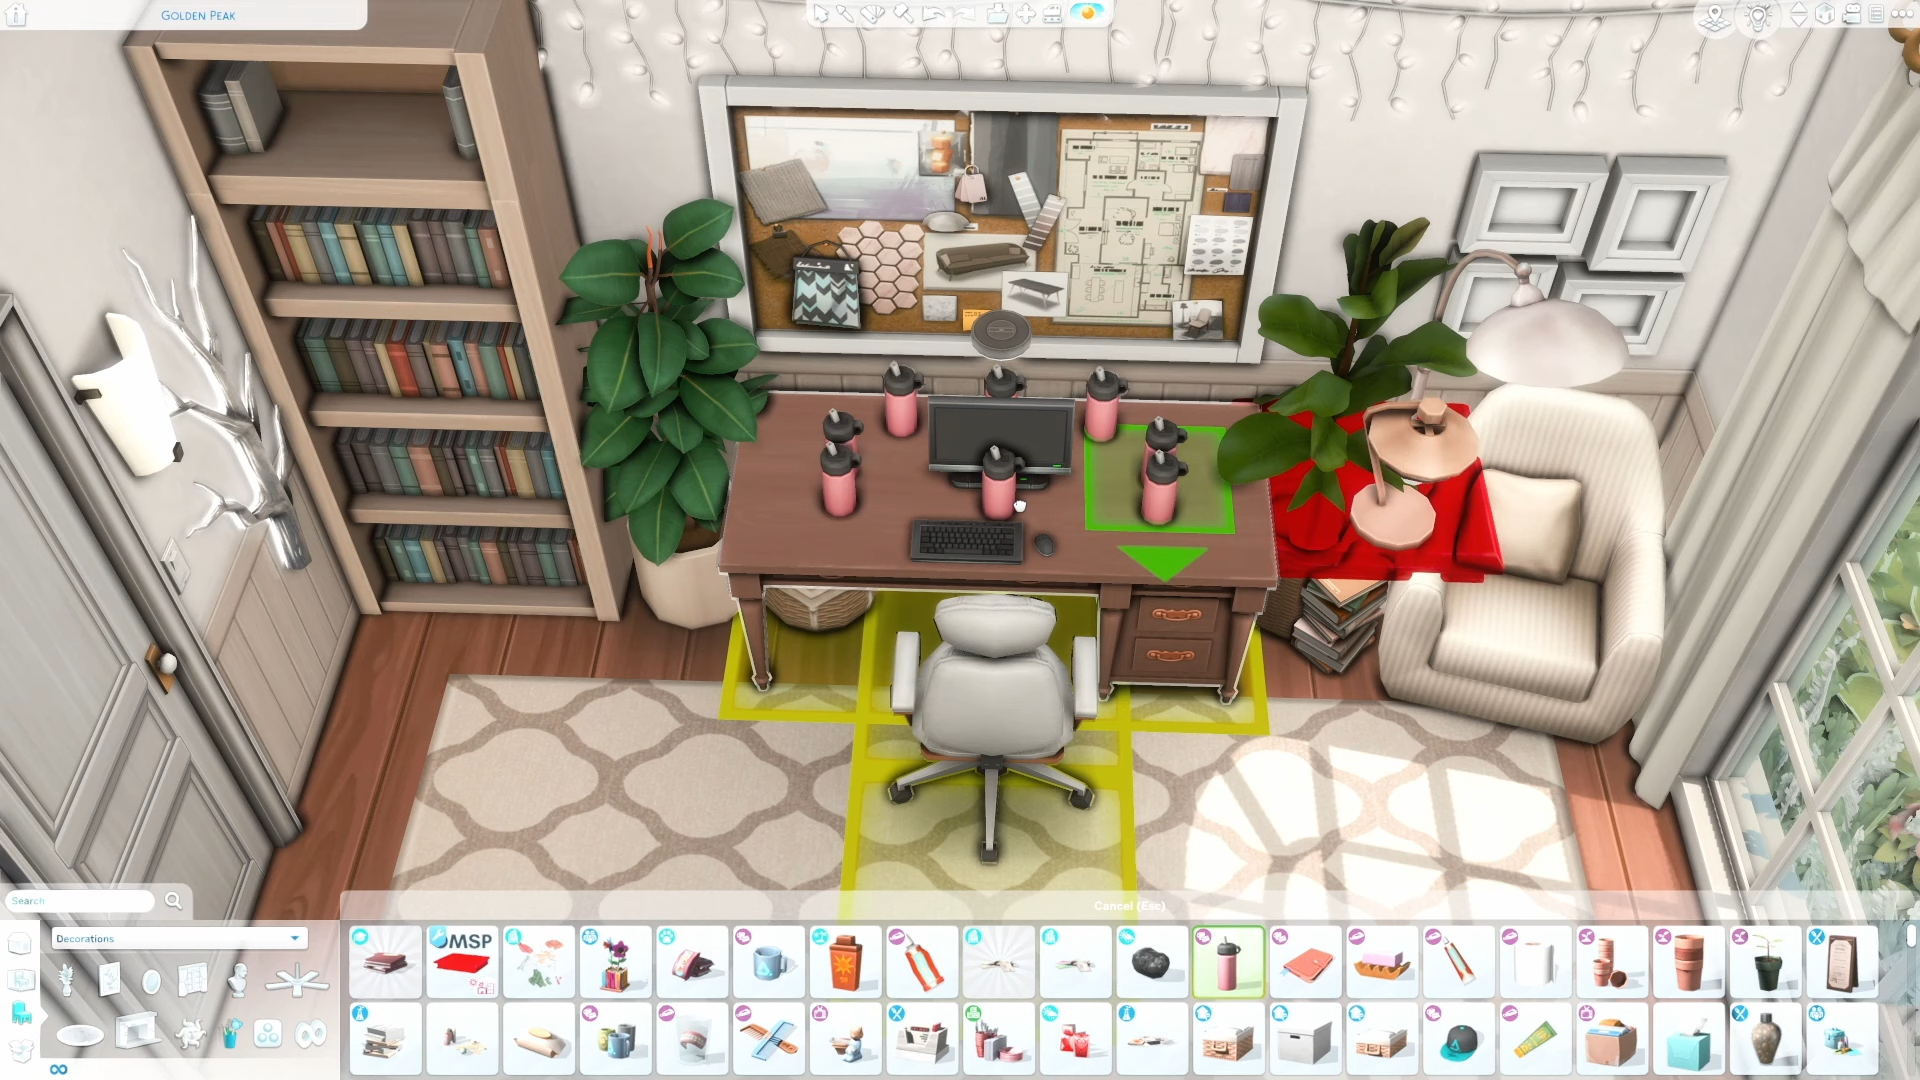 GOLDEN PEAK
Search
Cancel (Esc)
Decorations
MSP